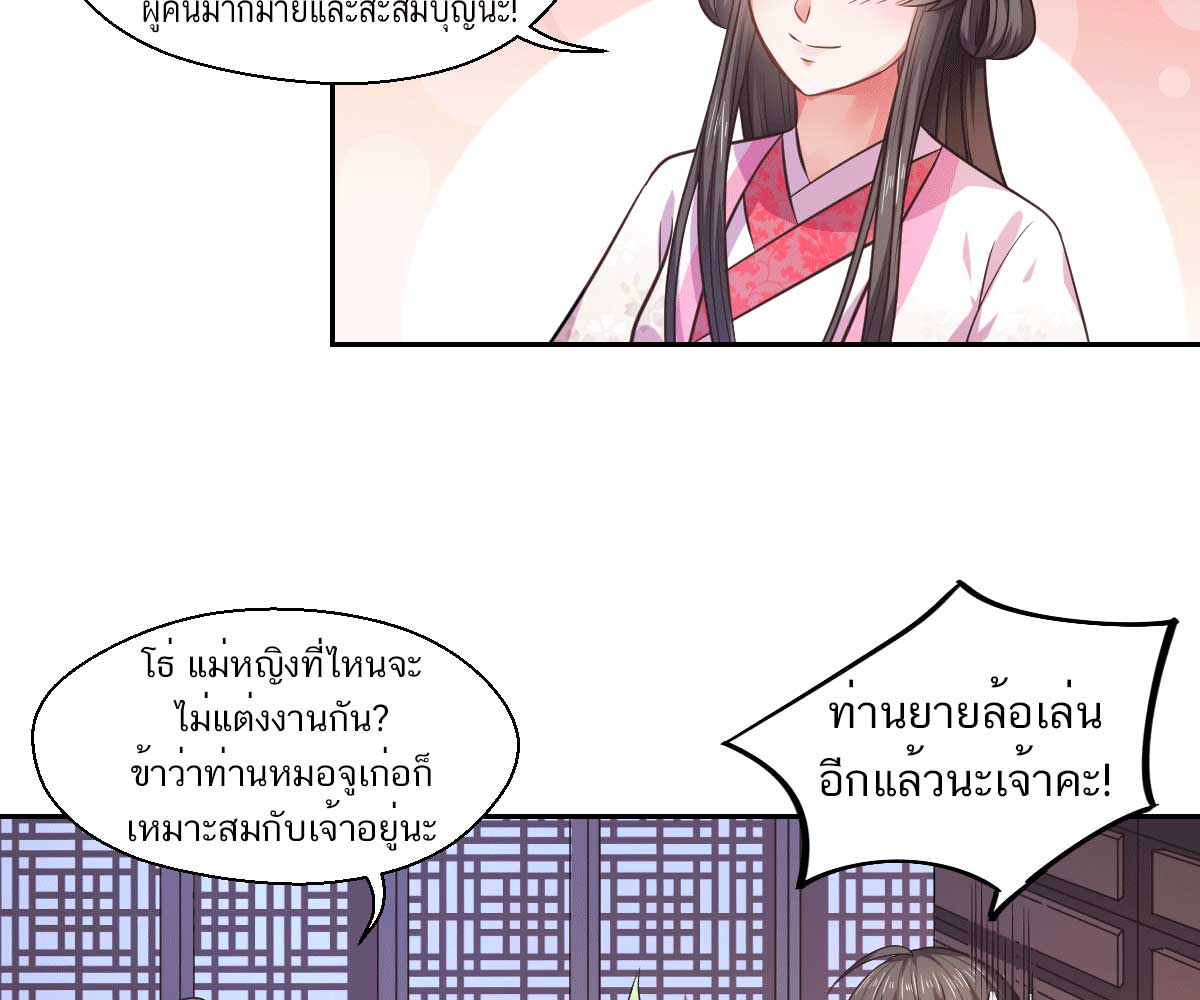 ผู้คนมากมายและสะสมบุญนะ!
โธ่ แม่หญิงที่ไหนจะ
ไม่แต่งงานกัน?
ข้าว่าท่านหมอจูเก่อก็
เหมาะสมกับเจ้าอยู่นะ
ท่านยายล้อเล่น
อีกแล้วนะเจ้าคะ!